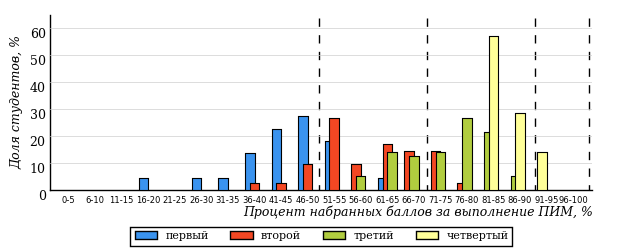 Доля студентов, %
60
50
40
30
20
10
0
0-5 6-10 11-15 16-20 21-25 26-30 31-35 36-40 41-45 46-50 51-55 56-60 61-65 66-70 71-75 76-80 81-85 86-90 91-95 96-100
Процент набранных баллов за выполнение ПИМ, %
первый второй третий четвертый